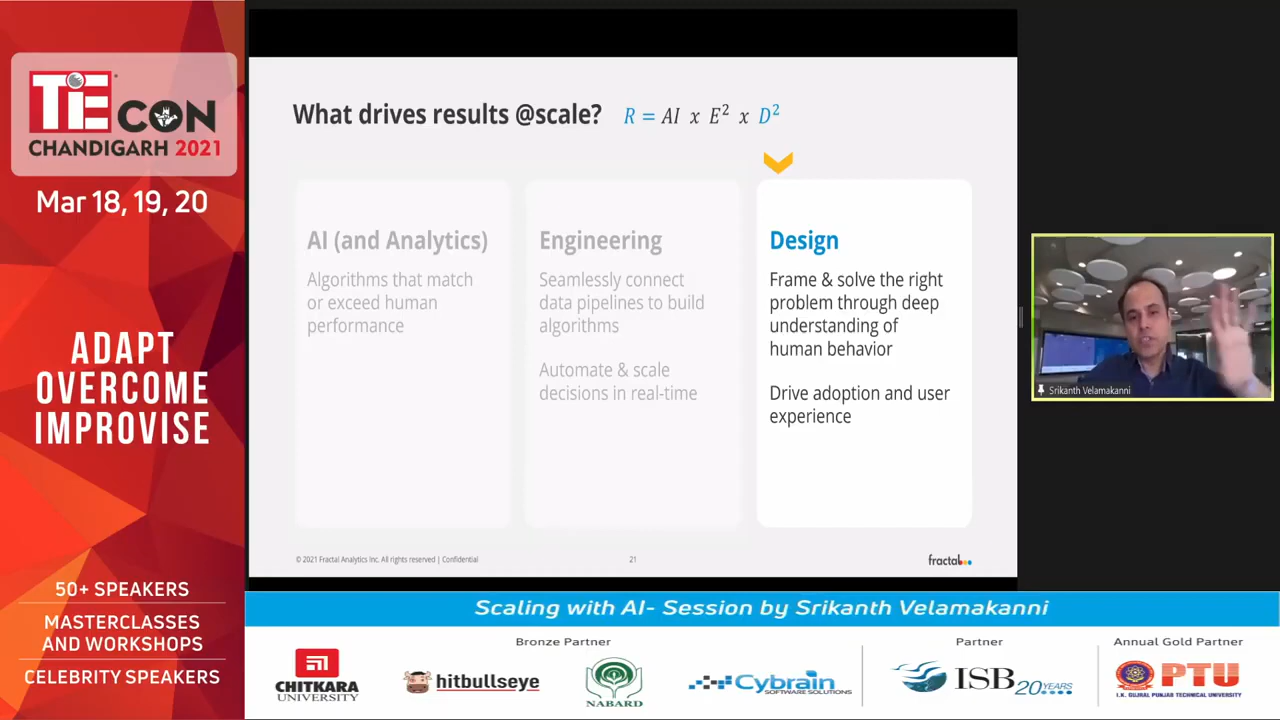 TiE CON
CHANDIGARH 2021
Mar 18, 19, 20
ADAPT
OVERCOME
IMPROVISE
50+ SPEAKERS
MASTERCLASSES
AND WORKSHOPS
CELEBRITY SPEAKERS
What drives results @scale? R = AI x E² x D²
AI (and Analytics)
Algorithms that match
or exceed human
performance
Engineering
Seamlessly connect
data pipelines to build
algorithms
Automate & scale
decisions in real-time
Design
Frame & solve the right
problem through deep
understanding of
human behavior
Drive adoption and user
experience
© 2021 Fractal Analytics Inc. All rights reserved | Confidential
21
fractal
Srikanth Velamakanni
Scaling with AI- Session by Srikanth Velamakanni
Bronze Partner
CHITKARA
UNIVERSITY
hitbullseye
NABARD
Cybrain
SOFTWARE SOLUTIONS
Partner
ISB 20 YEARS
Annual Gold Partner
PTU
I.K. GUJRAL PUNJAB TECHNICAL UNIVERSITY